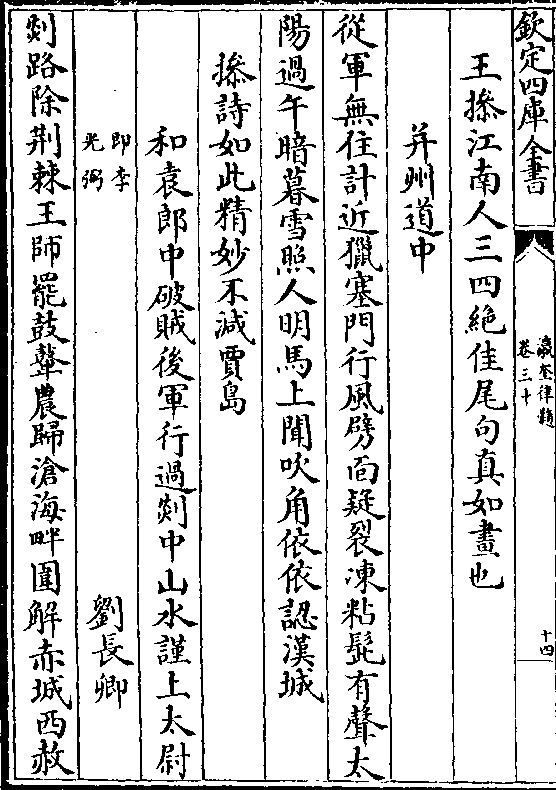 欽定四庫全書
瀛奎律髓
卷三十
十四
王㮣江南人三四絶佳尾句真如畫也
并州道中
從軍無住計近獵塞門行風劈面疑裂凍粘髭有聲太
陽過午暗暮雪照人明馬上聞吹角依依認漢城
㮣詩如此精妙不減賈島
和袁郎中破賊後軍行過剡中山水謹上太尉
即李
光弼
劉長卿
剡路除荆棘王師罷鼓鼙農歸滄海畔圍解赤城西赦